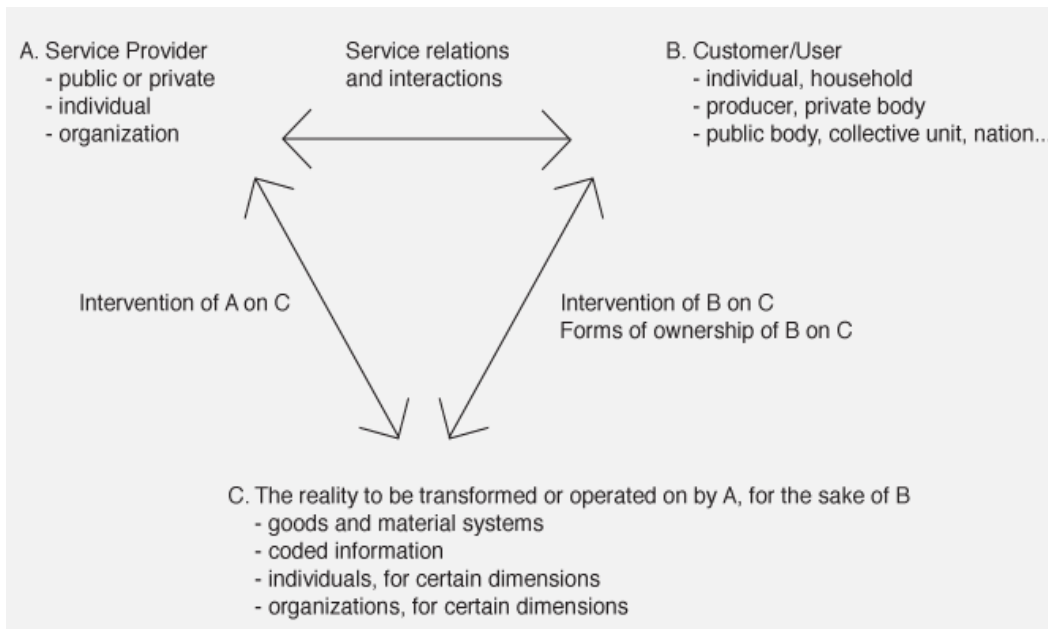 A. Service Provider
- public or private
- individual
- organization
Service relations
and interactions
B. Customer/User
- individual, household
- producer, private body
- public body, collective unit, nation...
Intervention of A on C
Intervention of B on C
Forms of ownership of B on C
C. The reality to be transformed or operated on by A, for the sake of B
- goods and material systems
- coded information
- individuals, for certain dimensions
- organizations, for certain dimensions